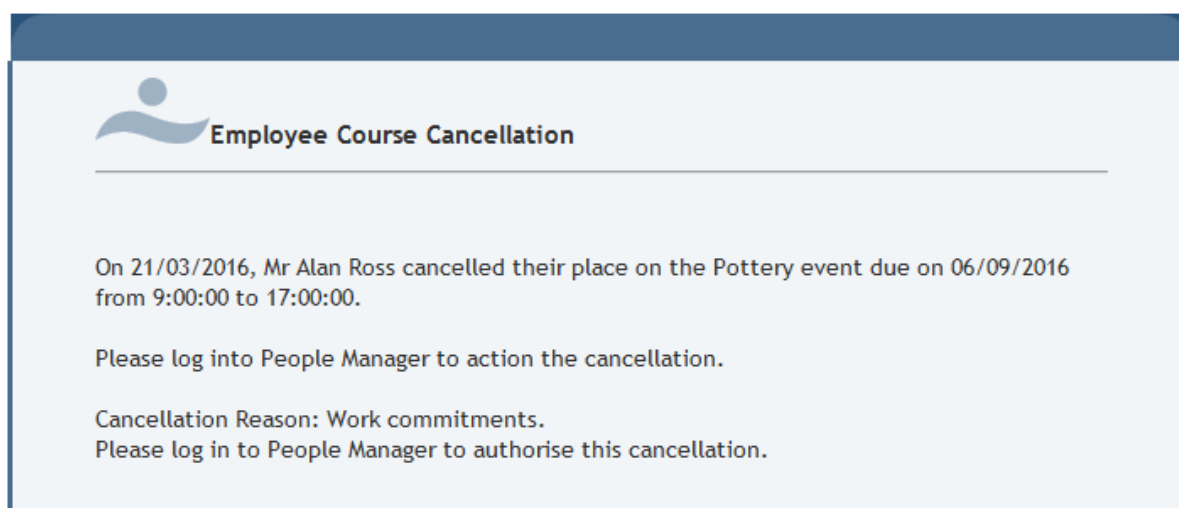 Employee Course Cancellation
On 21/03/2016, Mr Alan Ross cancelled their place on the Pottery event due on 06/09/2016
from 9:00:00 to 17:00:00.
Please log into People Manager to action the cancellation.
Cancellation Reason: Work commitments.
Please log in to People Manager to authorise this cancellation.